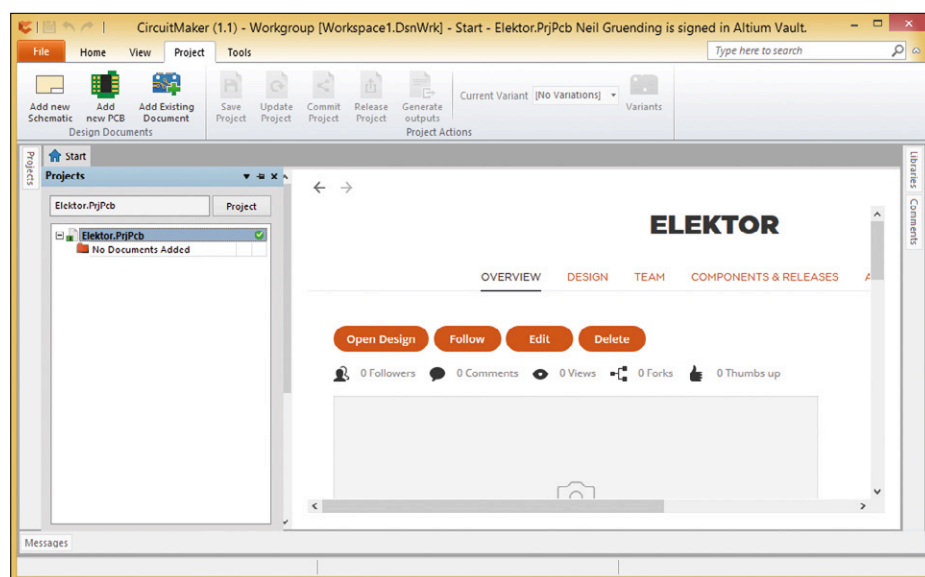 CircuitMaker (1.1) - Workgroup [Workspace1.DsnWrk] - Start - Elektor.PrjPcb Neil Gruending is signed in Altium Vault.
File Home View Project Tools
Type here to search
Add new Schematic
Add new PCB
Add Existing Document
Save Project
Update Project
Commit Project
Release Project
Generate outputs
Current Variant [No Variations]
Variants
Design Documents
Project Actions
Projects
Start
Libraries
Comments
Projects
Elektor.PrjPcb Project
Elektor.PrjPcb
No Documents Added
ELEKTOR
OVERVIEW DESIGN TEAM COMPONENTS & RELEASES A
Open Design Follow Edit Delete
0 Followers 0 Comments 0 Views 0 Forks 0 Thumbs up
Messages